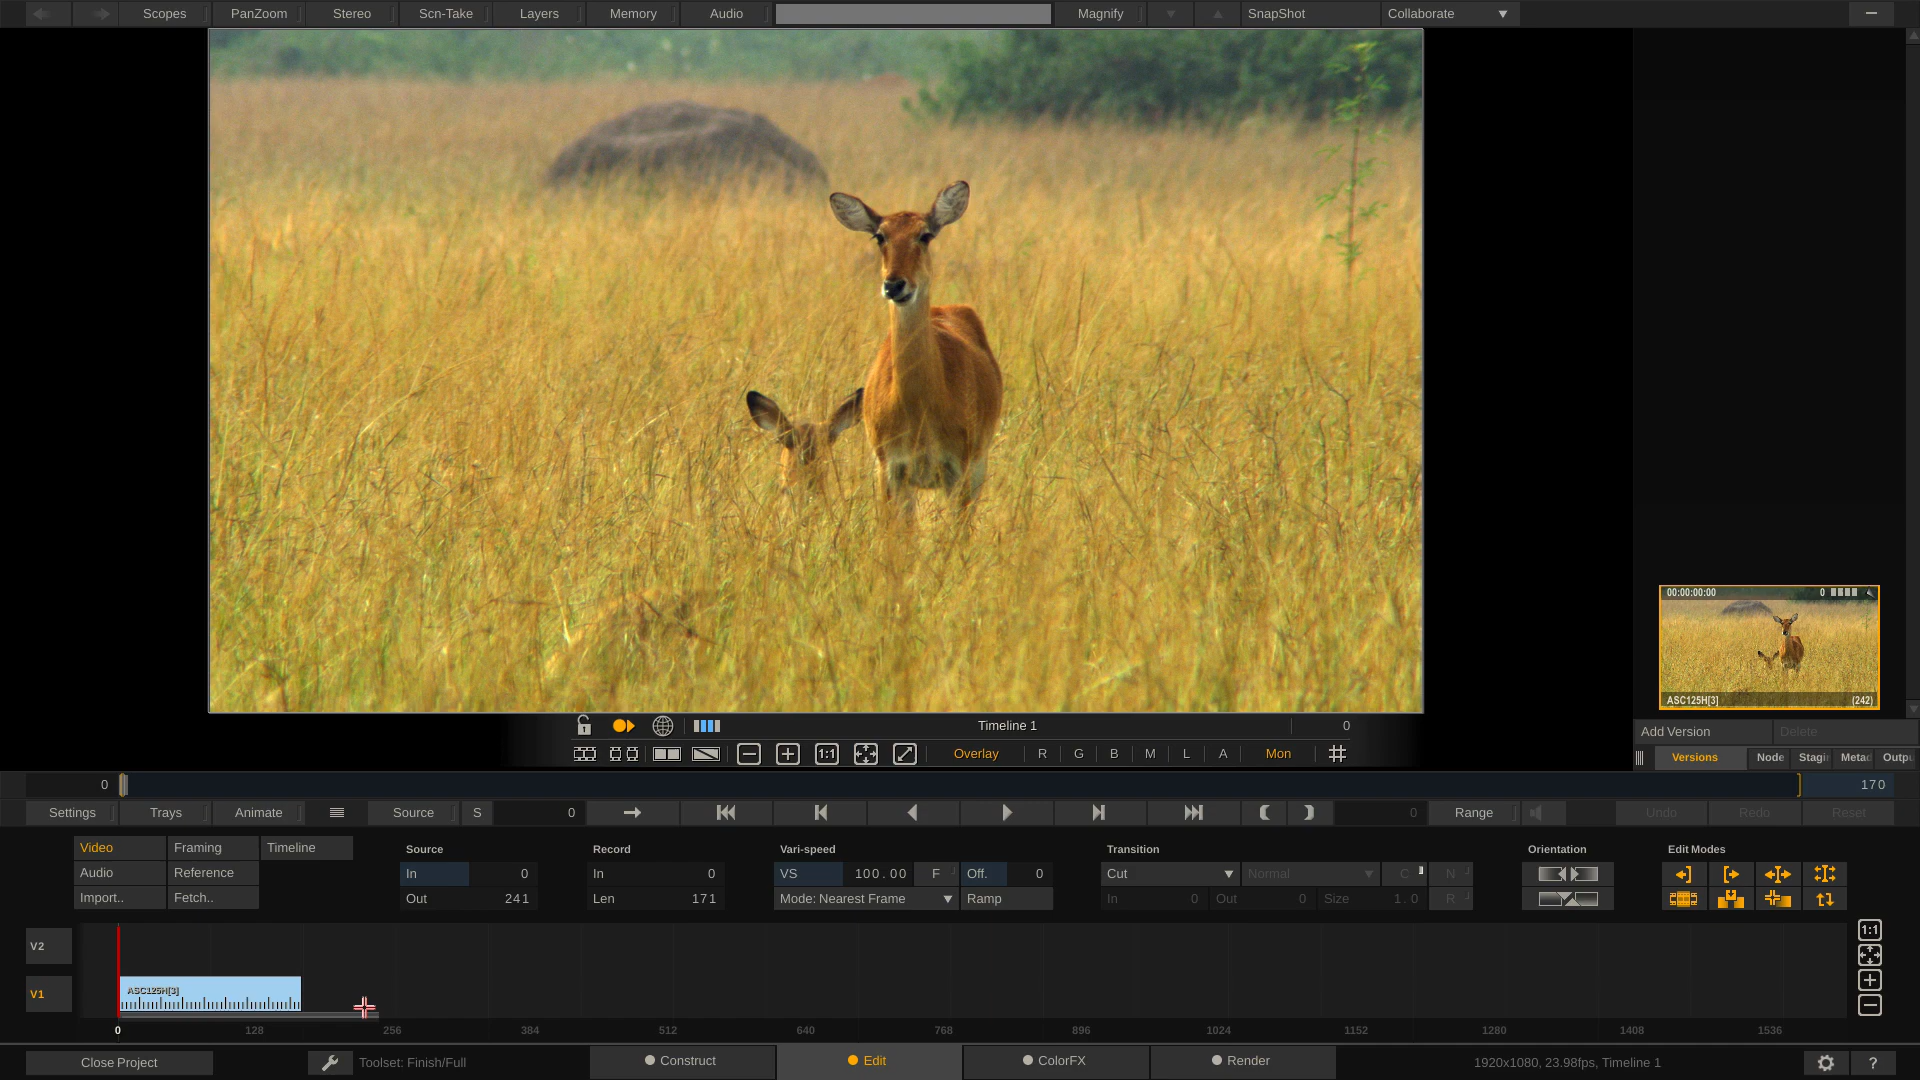 Scopes PanZoom Stereo Scn-Take Layers Memory Audio Magnify SnapShot Collaborate
00:00:00:00 0
ASC125H[3] (242)
Timeline 1 0
Add Version Delete
1:1 Overlay R G B M L A Mon
Versions Node Stagi Meta Outpu
0 170
Settings Trays Animate Source S 0 0 Range Undo Redo Reset
Video Framing Timeline Source Record Vari-speed Transition Orientation Edit Modes
Audio Reference In 0 In 0 VS 100.00 F Off. 0 Cut Normal C N
Import.. Fetch.. Out 241 Len 171 Mode: Nearest Frame Ramp In 0 Out 0 Size 1.0 R
1:1
V2
V1 ASC125H[3]
0 128 256 384 512 640 768 896 1024 1152 1280 1408 1536
Close Project Toolset: Finish/Full Construct Edit ColorFX Render 1920x1080, 23.98fps, Timeline 1 ?